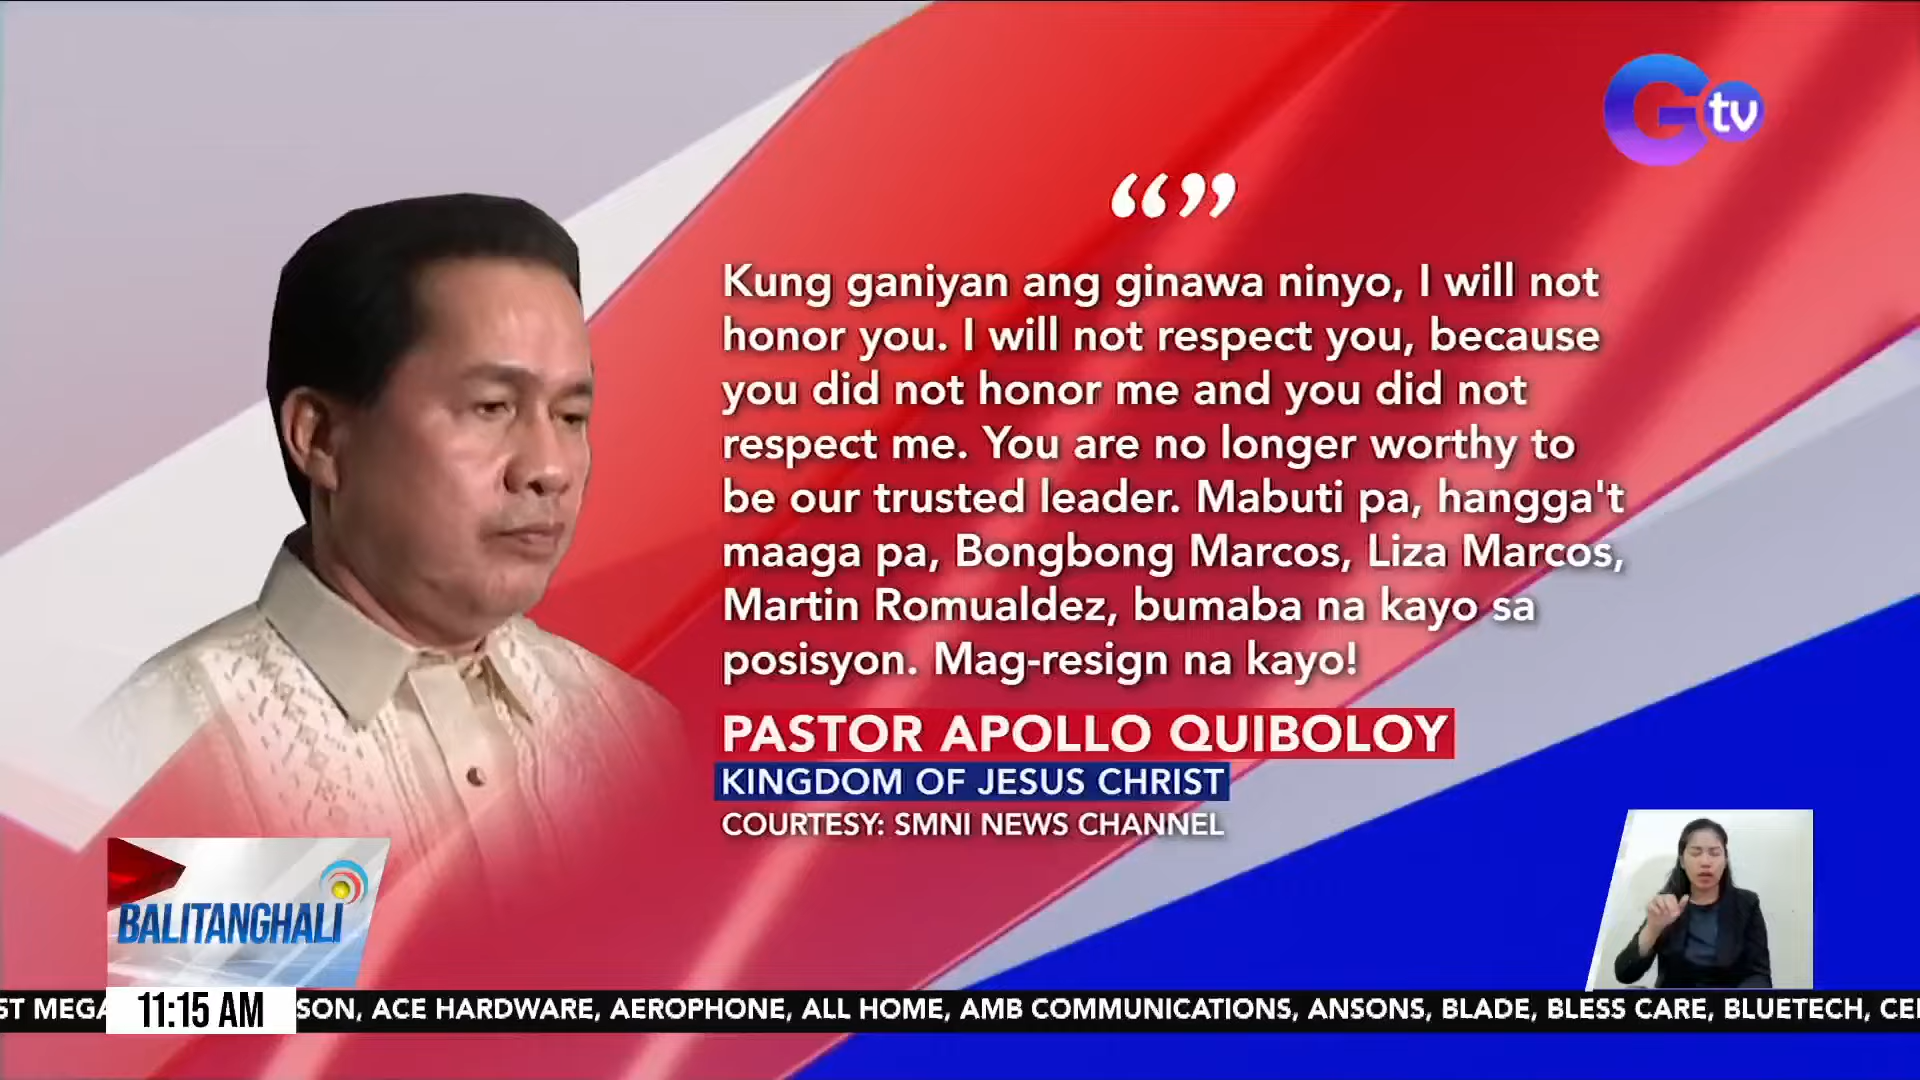 Gtv
“”
Kung ganiyan ang ginawa ninyo, I will not
honor you. I will not respect you, because
you did not honor me and you did not
respect me. You are no longer worthy to
be our trusted leader. Mabuti pa, hangga't
maaga pa, Bongbong Marcos, Liza Marcos,
Martin Romualdez, bumaba na kayo sa
posisyon. Mag-resign na kayo!
PASTOR APOLLO QUIBOLOY
KINGDOM OF JESUS CHRIST
COURTESY: SMNI NEWS CHANNEL
BALITANGHALI
11:15 AM
ACE HARDWARE, AEROPHONE, ALL HOME, AMB COMMUNICATIONS, ANSONS, BLADE, BLESS CARE, BLUETECH,